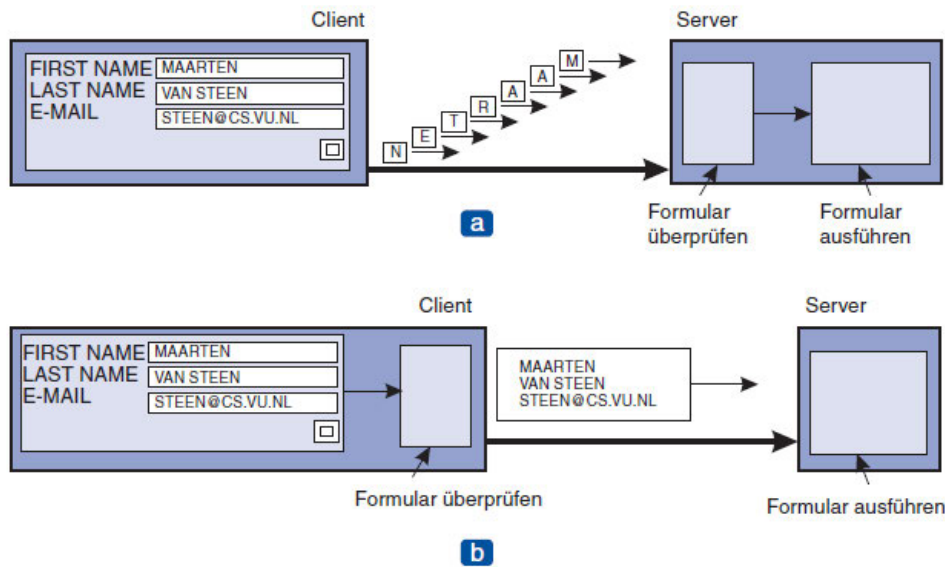 Client
Server
FIRST NAME MAARTEN
LAST NAME VAN STEEN
E-MAIL STEEN@CS.VU.NL
N E T R A A M
Formular
überprüfen
Formular
ausführen
a
Client
Server
FIRST NAME MAARTEN
LAST NAME VAN STEEN
E-MAIL STEEN@CS.VU.NL
MAARTEN
VAN STEEN
STEEN@CS.VU.NL
Formular überprüfen
Formular ausführen
b